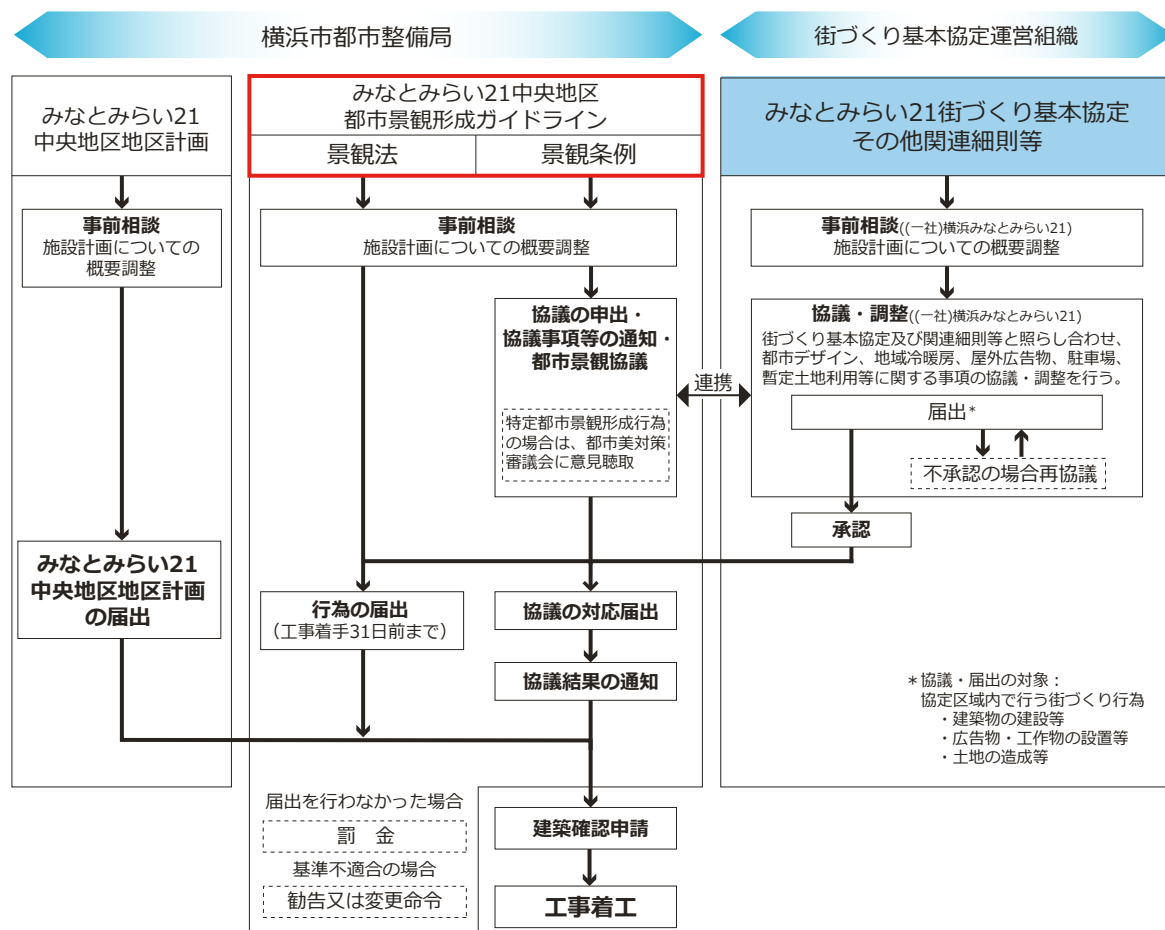 横浜市都市整備局
街づくり基本協定運営組織
みなとみらい21
中央地区地区計画
みなとみらい21中央地区
都市景観形成ガイドライン
景観法
景観条例
みなとみらい21街づくり基本協定
その他関連細則等
事前相談
施設計画についての
概要調整
事前相談
施設計画についての概要調整
事前相談((一社)横浜みなとみらい21)
施設計画についての概要調整
協議の申出・
協議事項等の通知・
都市景観協議
特定都市景観形成行為
の場合は、都市美対策
審議会に意見聴取
連携
協議・調整((一社)横浜みなとみらい21)
街づくり基本協定及び関連細則等と照らし合わせ、
都市デザイン、地域冷暖房、屋外広告物、駐車場、
暫定土地利用等に関する事項の協議・調整を行う。
届出*
不承認の場合再協議
承認
みなとみらい21
中央地区地区計画
の届出
行為の届出
（工事着手31日前まで）
協議の対応届出
協議結果の通知
*協議・届出の対象：
協定区域内で行う街づくり行為
・建築物の建設等
・広告物・工作物の設置等
・土地の造成等
届出を行わなかった場合
罰　金
基準不適合の場合
勧告又は変更命令
建築確認申請
工事着工